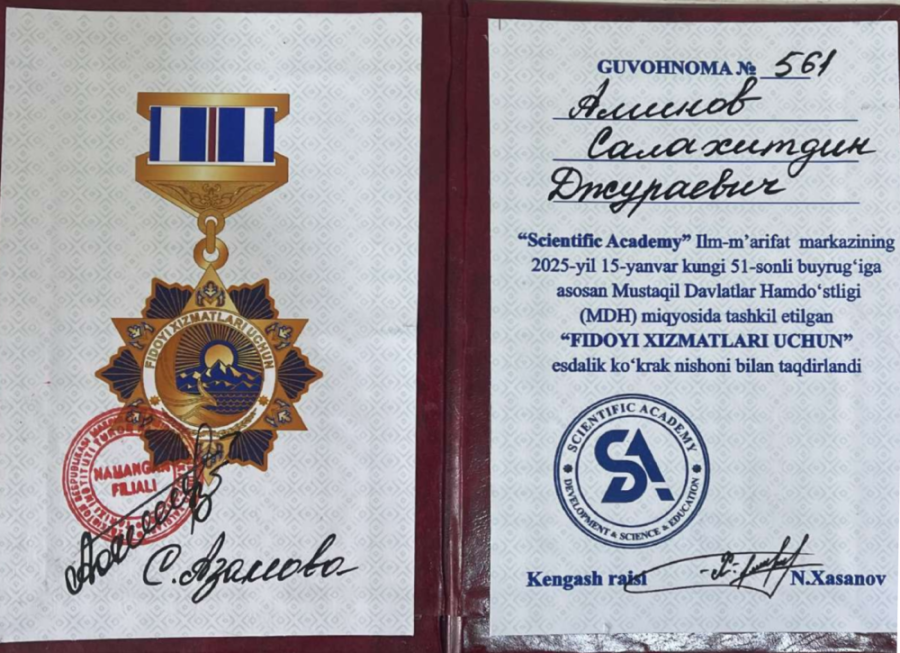 FIDOYI XIZMATLARI UCHUN
NAMANGAN
FILIALI
С. Азамова
GUVOHNOMA № 561
Аминов
Салахитдин
Джураевич
“Scientific Academy” Ilm-m’arifat markazining
2025-yil 15-yanvar kungi 51-sonli buyrug‘iga
asosan Mustaqil Davlatlar Hamdo‘stligi
(MDH) miqyosida tashkil etilgan
“FIDOYI XIZMATLARI UCHUN”
esdalik ko‘krak nishoni bilan taqdirlandi
SCIENTIFIC ACADEMY
SA
DEVELOPMENT & SCIENCE & EDUCATION
Kengash raisi N.Xasanov